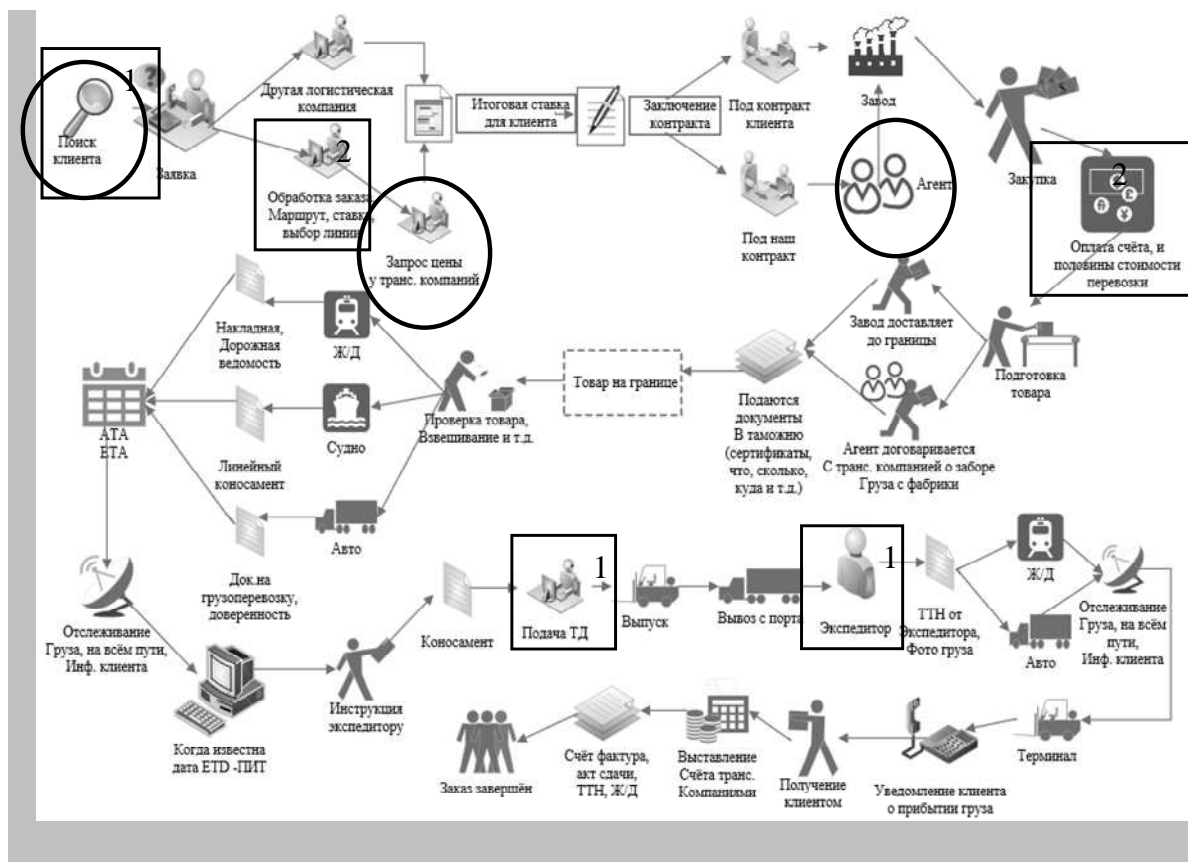 1
Поиск
клиента
Заявка
Другая логистическая
компания
2
Обработка заказа,
Маршрут, ставка,
выбор линии
Запрос цены
у транс. компаний
Итоговая ставка
для клиента
Заключение
контракта
Под контракт
клиента
Под наш
контракт
Завод
Агент
Закупка
2
Оплата счёта, и
половины стоимости
перевозки
Подготовка
товара
Завод доставляет
до границы
Агент договаривается
С транс. компанией о заборе
Груза с фабрики
Подаются
документы
В таможню
(сертификаты,
что, сколько,
куда и т.д.)
Товар на границе
Проверка товара,
Взвешивание и т.д.
Ж/Д
Судно
Авто
Накладная,
Дорожная
ведомость
Линейный
коносамент
Док.на
грузоперевозку,
доверенность
АТА
ЕТА
Отслеживание
Груза, на всём пути,
Инф. клиента
Когда известна
дата ETD -ПИТ
Инструкция
экспедитору
Коносамент
1
Подача ТД
Выпуск
Вывоз с порта
1
Экспедитор
ТТН от
Экспедитора,
Фото груза
Ж/Д
Авто
Отслеживание
Груза, на всём
пути,
Инф. клиента
Терминал
Уведомление клиента
о прибытии груза
Получение
клиентом
Выставление
Счёта транс.
Компаниями
Счёт фактура,
акт сдачи,
ТТН, Ж/Д
Заказ завершён